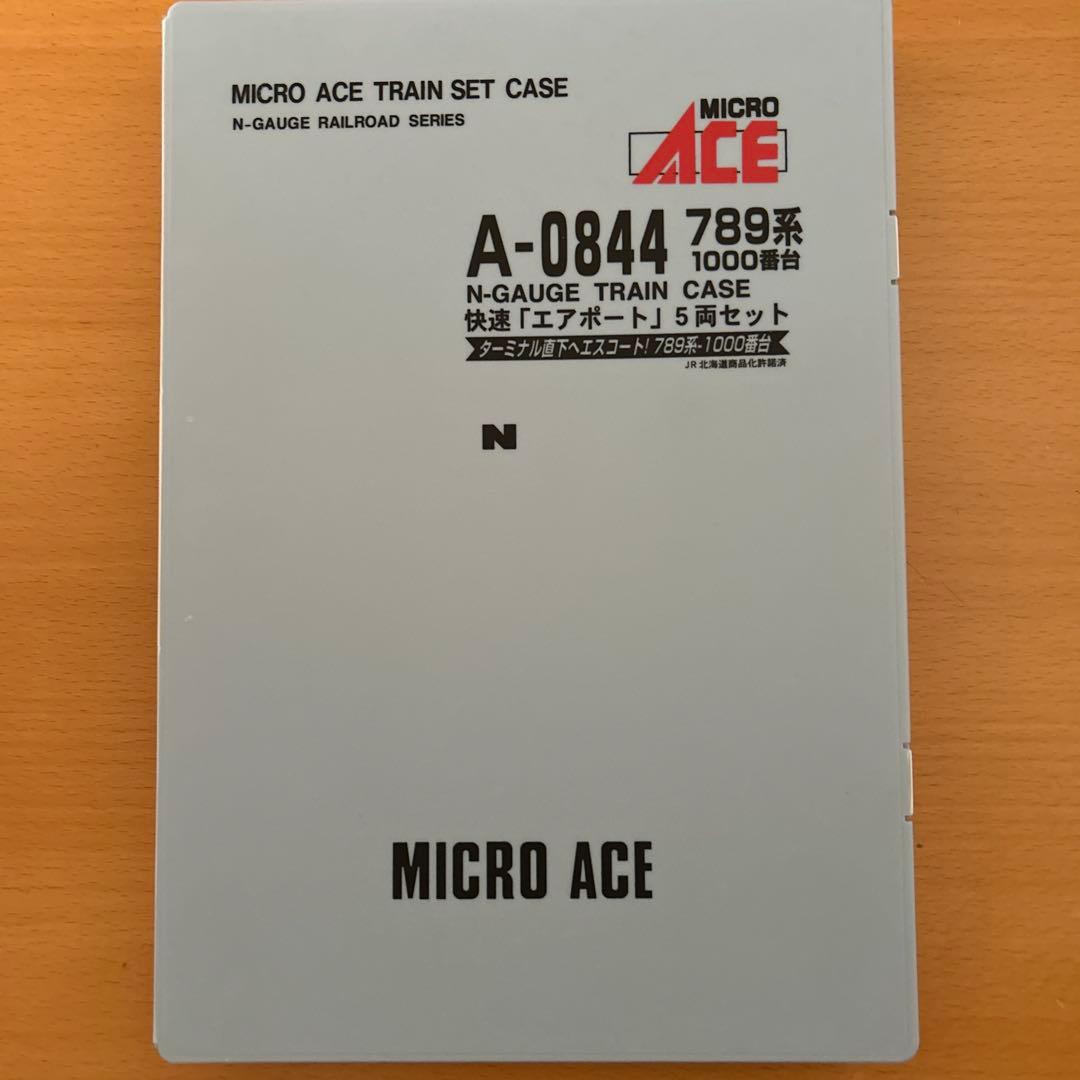 MICRO ACE TRAIN SET CASE
N-GAUGE RAILROAD SERIES
MICRO
ACE
A-0844 789系
1000番台
N-GAUGE TRAIN CASE
快速「エアポート」5両セット
ターミナル直下へエスコート! 789系-1000番台
JR北海道商品化許諾済
N
MICRO ACE